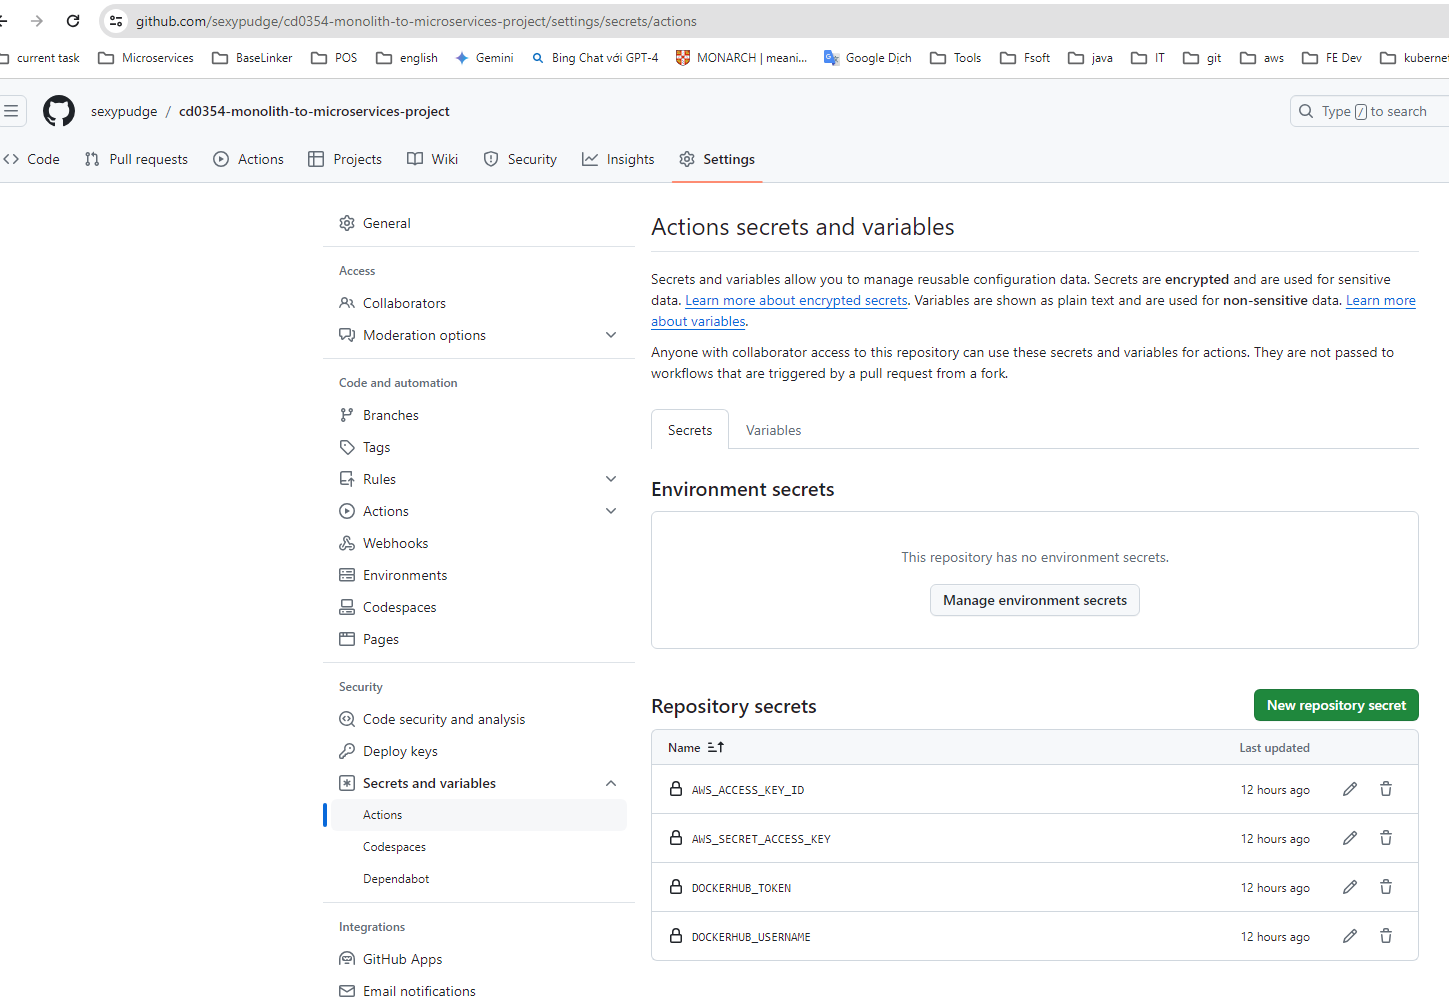 github.com/sexypudge/cd0354-monolith-to-microservices-project/settings/secrets/actions
current task Microservices BaseLinker POS english Gemini Bing Chat với GPT-4 MONARCH | meani... Google Dịch Tools Fsoft java IT git aws FE Dev
sexypudge / cd0354-monolith-to-microservices-project
Type / to search
Code Pull requests Actions Projects Wiki Security Insights Settings
General
Access
Collaborators
Moderation options
Code and automation
Branches
Tags
Rules
Actions
Webhooks
Environments
Codespaces
Pages
Security
Code security and analysis
Deploy keys
Secrets and variables
Actions
Codespaces
Dependabot
Integrations
GitHub Apps
Email notifications
Actions secrets and variables
Secrets and variables allow you to manage reusable configuration data. Secrets are encrypted and are used for sensitive
data. Learn more about encrypted secrets. Variables are shown as plain text and are used for non-sensitive data. Learn more
about variables.
Anyone with collaborator access to this repository can use these secrets and variables for actions. They are not passed to
workflows that are triggered by a pull request from a fork.
Secrets Variables
Environment secrets
This repository has no environment secrets.
Manage environment secrets
Repository secrets
New repository secret
Name Last updated
AWS_ACCESS_KEY_ID 12 hours ago
AWS_SECRET_ACCESS_KEY 12 hours ago
DOCKERHUB_TOKEN 12 hours ago
DOCKERHUB_USERNAME 12 hours ago